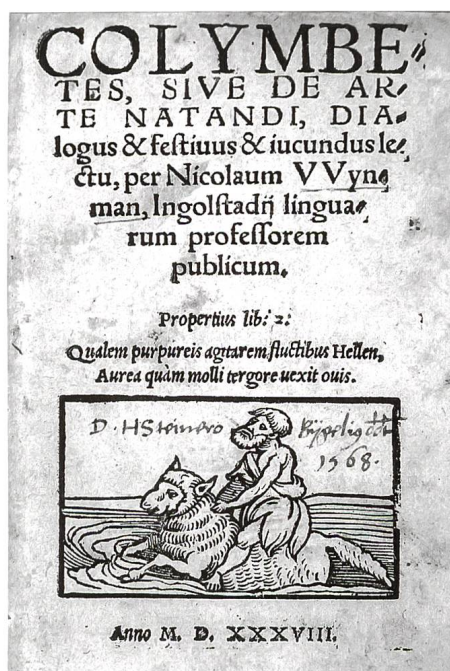 COLYMBE⸗
TES, SIVE DE AR⸗
TE NATANDI, DIA⸗
logus & festiuus & iucundus le⸗
ctu, per Nicolaum VVyn⸗
man, Ingolstadij lingua⸗
rum professorem
publicum.
Propertius lib: 2:
Qualem purpureis agitatem fluctibus Hellen,
Aurea quàm molli tergore uexit ouis.
D. HSteinero
1568.
Anno M. D. XXXVIII.